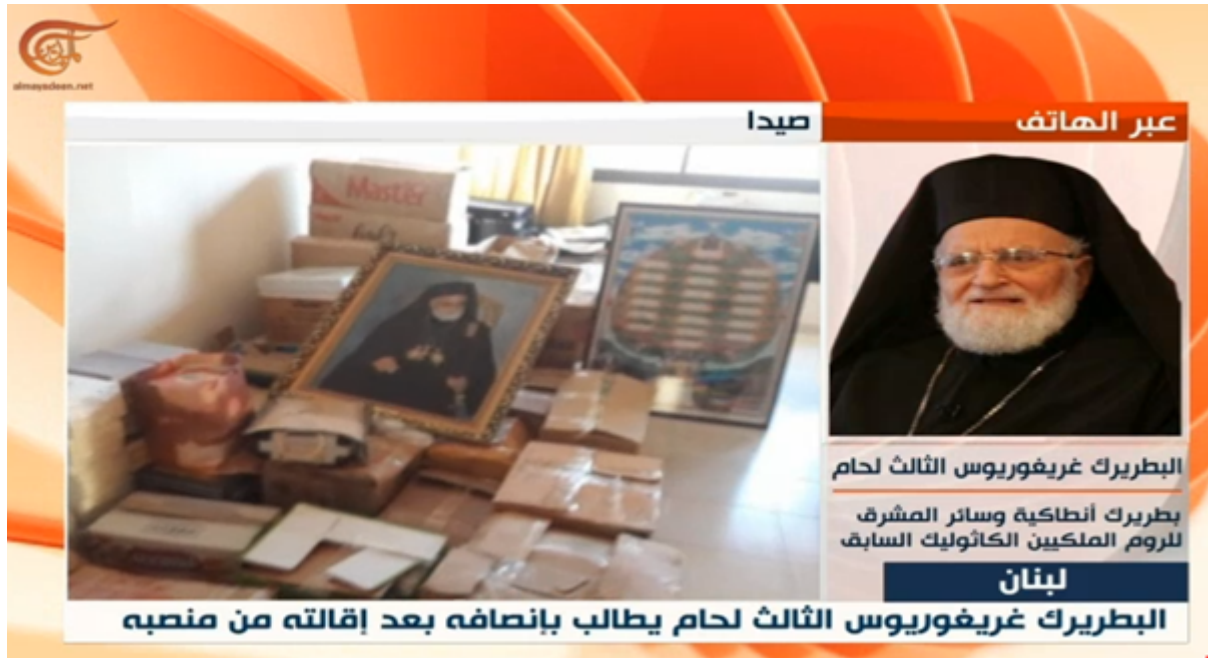 الميادين
almayadeen.net
عبر الهاتف
صيدا
Master
البطريرك غريغوريوس الثالث لحام
بطريرك أنطاكية وسائر المشرق
للروم الملكيين الكاثوليك السابق
لبنان
البطريرك غريغوريوس الثالث لحام يطالب بإنصافه بعد إقالته من منصبه